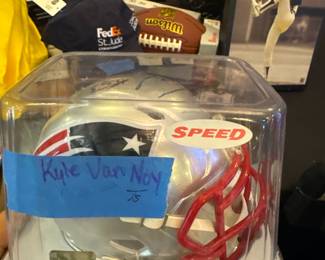 FedEx
St. Jude
Wilson
SPEED
Kyle Van Noy
15